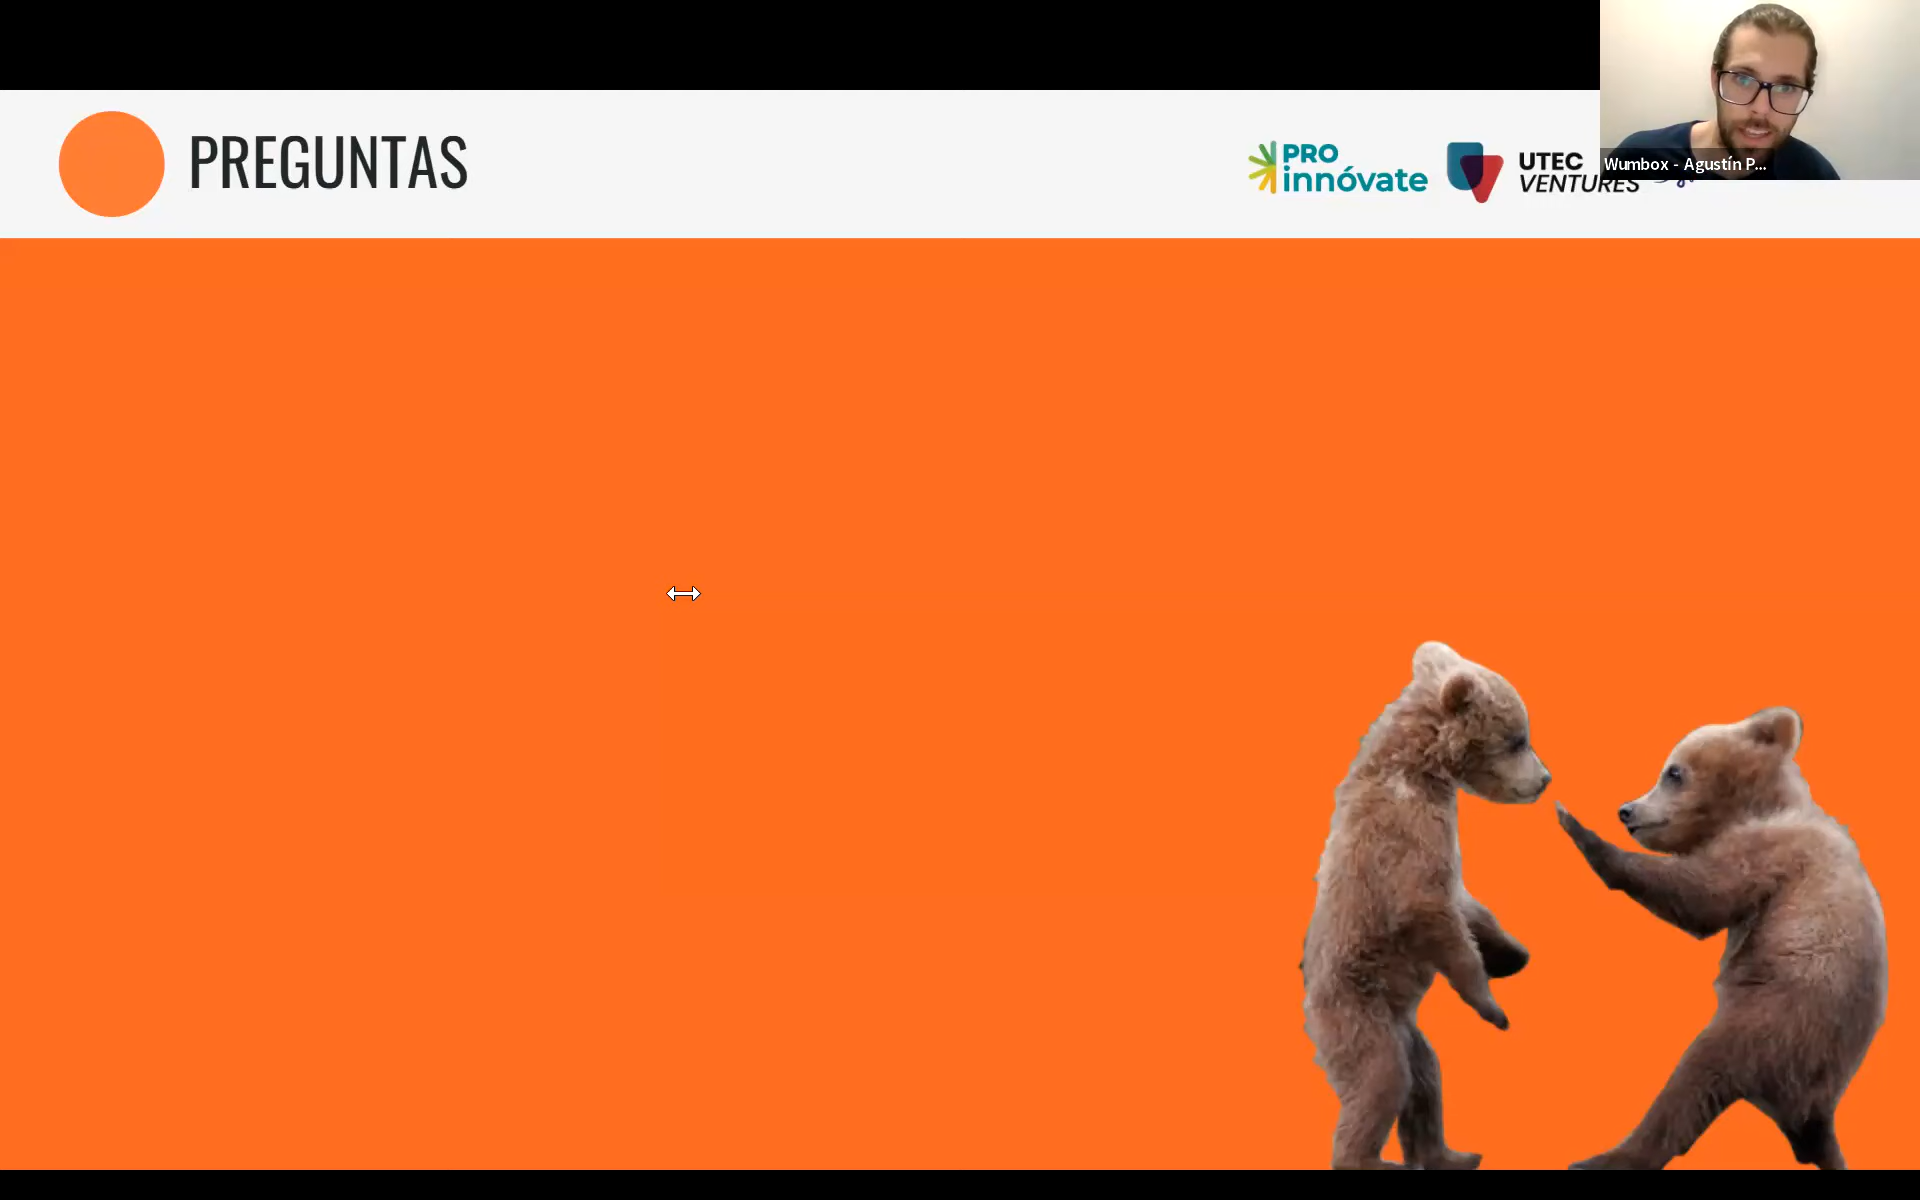 PREGUNTAS
PRO
innóvate
UTEC
VENTURES
Wumbox - Agustín P...